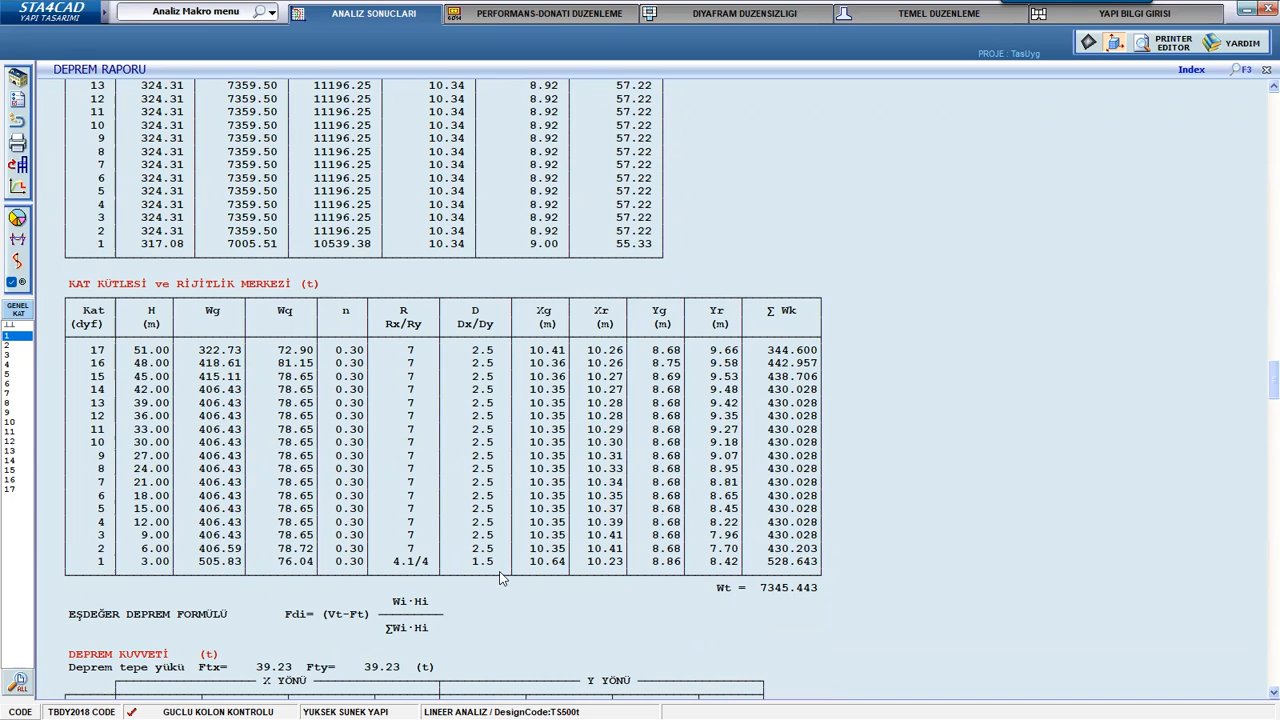 STA4CAD
YAPI TASARIMI
Analiz Makro menu
ANALIZ SONUCLARI
PERFORMANS-DONATI DUZENLEME
DIYAFRAM DUZENSIZLIGI
TEMEL DUZENLEME
YAPI BILGI GIRISI
PROJE : TasUyg
PRINTER EDITOR
YARDIM
DEPREM RAPORU
Index
F3
13 324.31 7359.50 11196.25 10.34 8.92 57.22
12 324.31 7359.50 11196.25 10.34 8.92 57.22
11 324.31 7359.50 11196.25 10.34 8.92 57.22
10 324.31 7359.50 11196.25 10.34 8.92 57.22
9 324.31 7359.50 11196.25 10.34 8.92 57.22
8 324.31 7359.50 11196.25 10.34 8.92 57.22
7 324.31 7359.50 11196.25 10.34 8.92 57.22
6 324.31 7359.50 11196.25 10.34 8.92 57.22
5 324.31 7359.50 11196.25 10.34 8.92 57.22
4 324.31 7359.50 11196.25 10.34 8.92 57.22
3 324.31 7359.50 11196.25 10.34 8.92 57.22
2 324.31 7359.50 11196.25 10.34 8.92 57.22
1 317.08 7005.51 10539.38 10.34 9.00 55.33
KAT KÜTLESİ ve RİJİTLİK MERKEZİ (t)
Kat H Wg Wq n R D Xg Xr Yg Yr ∑ Wk
(dyf) (m) Rx/Ry Dx/Dy (m) (m) (m) (m)
17 51.00 322.73 72.90 0.30 7 2.5 10.41 10.26 8.68 9.66 344.600
16 48.00 418.61 81.15 0.30 7 2.5 10.36 10.26 8.75 9.58 442.957
15 45.00 415.11 78.65 0.30 7 2.5 10.36 10.27 8.69 9.53 438.706
14 42.00 406.43 78.65 0.30 7 2.5 10.35 10.27 8.68 9.48 430.028
13 39.00 406.43 78.65 0.30 7 2.5 10.35 10.28 8.68 9.42 430.028
12 36.00 406.43 78.65 0.30 7 2.5 10.35 10.28 8.68 9.35 430.028
11 33.00 406.43 78.65 0.30 7 2.5 10.35 10.29 8.68 9.27 430.028
10 30.00 406.43 78.65 0.30 7 2.5 10.35 10.30 8.68 9.18 430.028
9 27.00 406.43 78.65 0.30 7 2.5 10.35 10.31 8.68 9.07 430.028
8 24.00 406.43 78.65 0.30 7 2.5 10.35 10.33 8.68 8.95 430.028
7 21.00 406.43 78.65 0.30 7 2.5 10.35 10.34 8.68 8.81 430.028
6 18.00 406.43 78.65 0.30 7 2.5 10.35 10.35 8.68 8.65 430.028
5 15.00 406.43 78.65 0.30 7 2.5 10.35 10.37 8.68 8.45 430.028
4 12.00 406.43 78.65 0.30 7 2.5 10.35 10.39 8.68 8.22 430.028
3 9.00 406.43 78.65 0.30 7 2.5 10.35 10.41 8.68 7.96 430.028
2 6.00 406.59 78.72 0.30 7 2.5 10.35 10.41 8.68 7.70 430.203
1 3.00 505.83 76.04 0.30 4.1/4 1.5 10.64 10.23 8.86 8.42 528.643
Wt = 7345.443
Wi·Hi
EŞDEĞER DEPREM FORMÜLÜ Fdi= (Vt-Ft)
∑Wi·Hi
DEPREM KUVVETİ (t)
Deprem tepe yükü Ftx= 39.23 Fty= 39.23 (t)
X YÖNÜ Y YÖNÜ
GENEL
KAT
1
2
3
4
5
6
7
8
9
10
11
12
13
14
15
16
17
ALL
CODE TBDY2018 CODE GUCLU KOLON KONTROLU YUKSEK SUNEK YAPI LINEER ANALIZ / DesignCode:TS500t